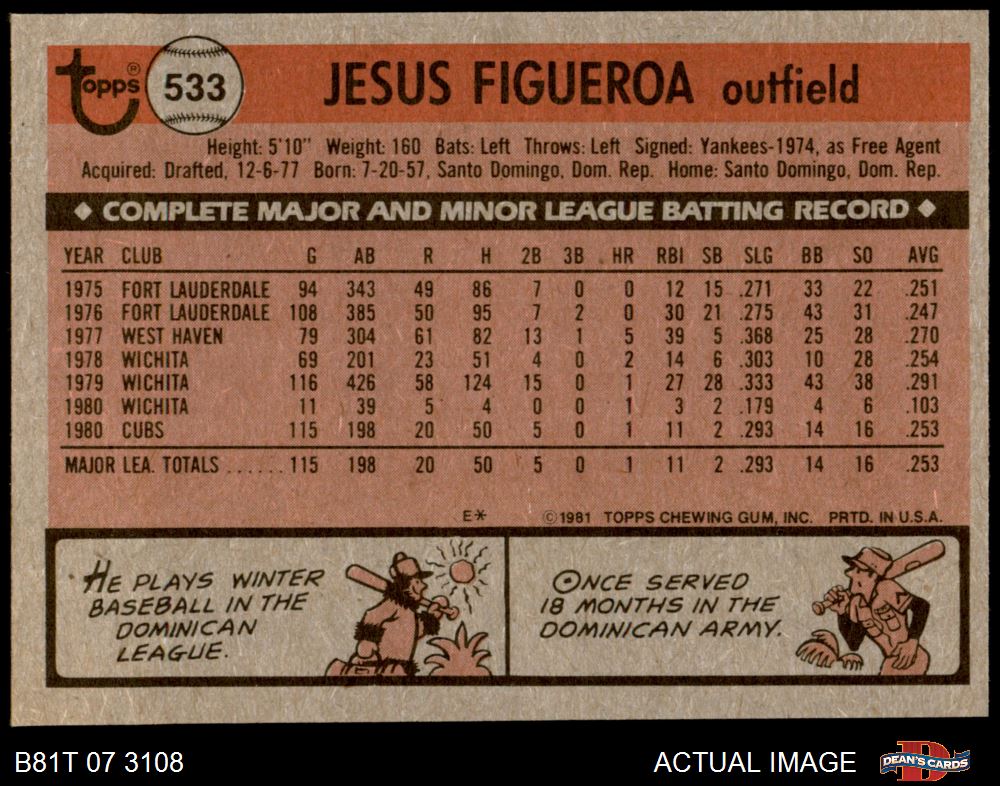 topps®
533
JESUS FIGUEROA outfield
Height: 5'10" Weight: 160 Bats: Left Throws: Left Signed: Yankees-1974, as Free Agent
Acquired: Drafted, 12-6-77 Born: 7-20-57, Santo Domingo, Dom. Rep. Home: Santo Domingo, Dom. Rep.
◆ COMPLETE MAJOR AND MINOR LEAGUE BATTING RECORD ◆
YEAR CLUB G AB R H 2B 3B HR RBI SB SLG BB SO AVG
1975 FORT LAUDERDALE 94 343 49 86 7 0 0 12 15 .271 33 22 .251
1976 FORT LAUDERDALE 108 385 50 95 7 2 0 30 21 .275 43 31 .247
1977 WEST HAVEN 79 304 61 82 13 1 5 39 5 .368 25 28 .270
1978 WICHITA 69 201 23 51 4 0 2 14 6 .303 10 28 .254
1979 WICHITA 116 426 58 124 15 0 1 27 28 .333 43 38 .291
1980 WICHITA 11 39 5 4 0 0 1 3 2 .179 4 6 .103
1980 CUBS 115 198 20 50 5 0 1 11 2 .293 14 16 .253
MAJOR LEA. TOTALS ...... 115 198 20 50 5 0 1 11 2 .293 14 16 .253
E* ©1981 TOPPS CHEWING GUM, INC. PRTD. IN U.S.A.
HE PLAYS WINTER
BASEBALL IN THE
DOMINICAN
LEAGUE.
ONCE SERVED
18 MONTHS IN THE
DOMINICAN ARMY.
B81T 07 3108
ACTUAL IMAGE
D
DEAN'S CARDS